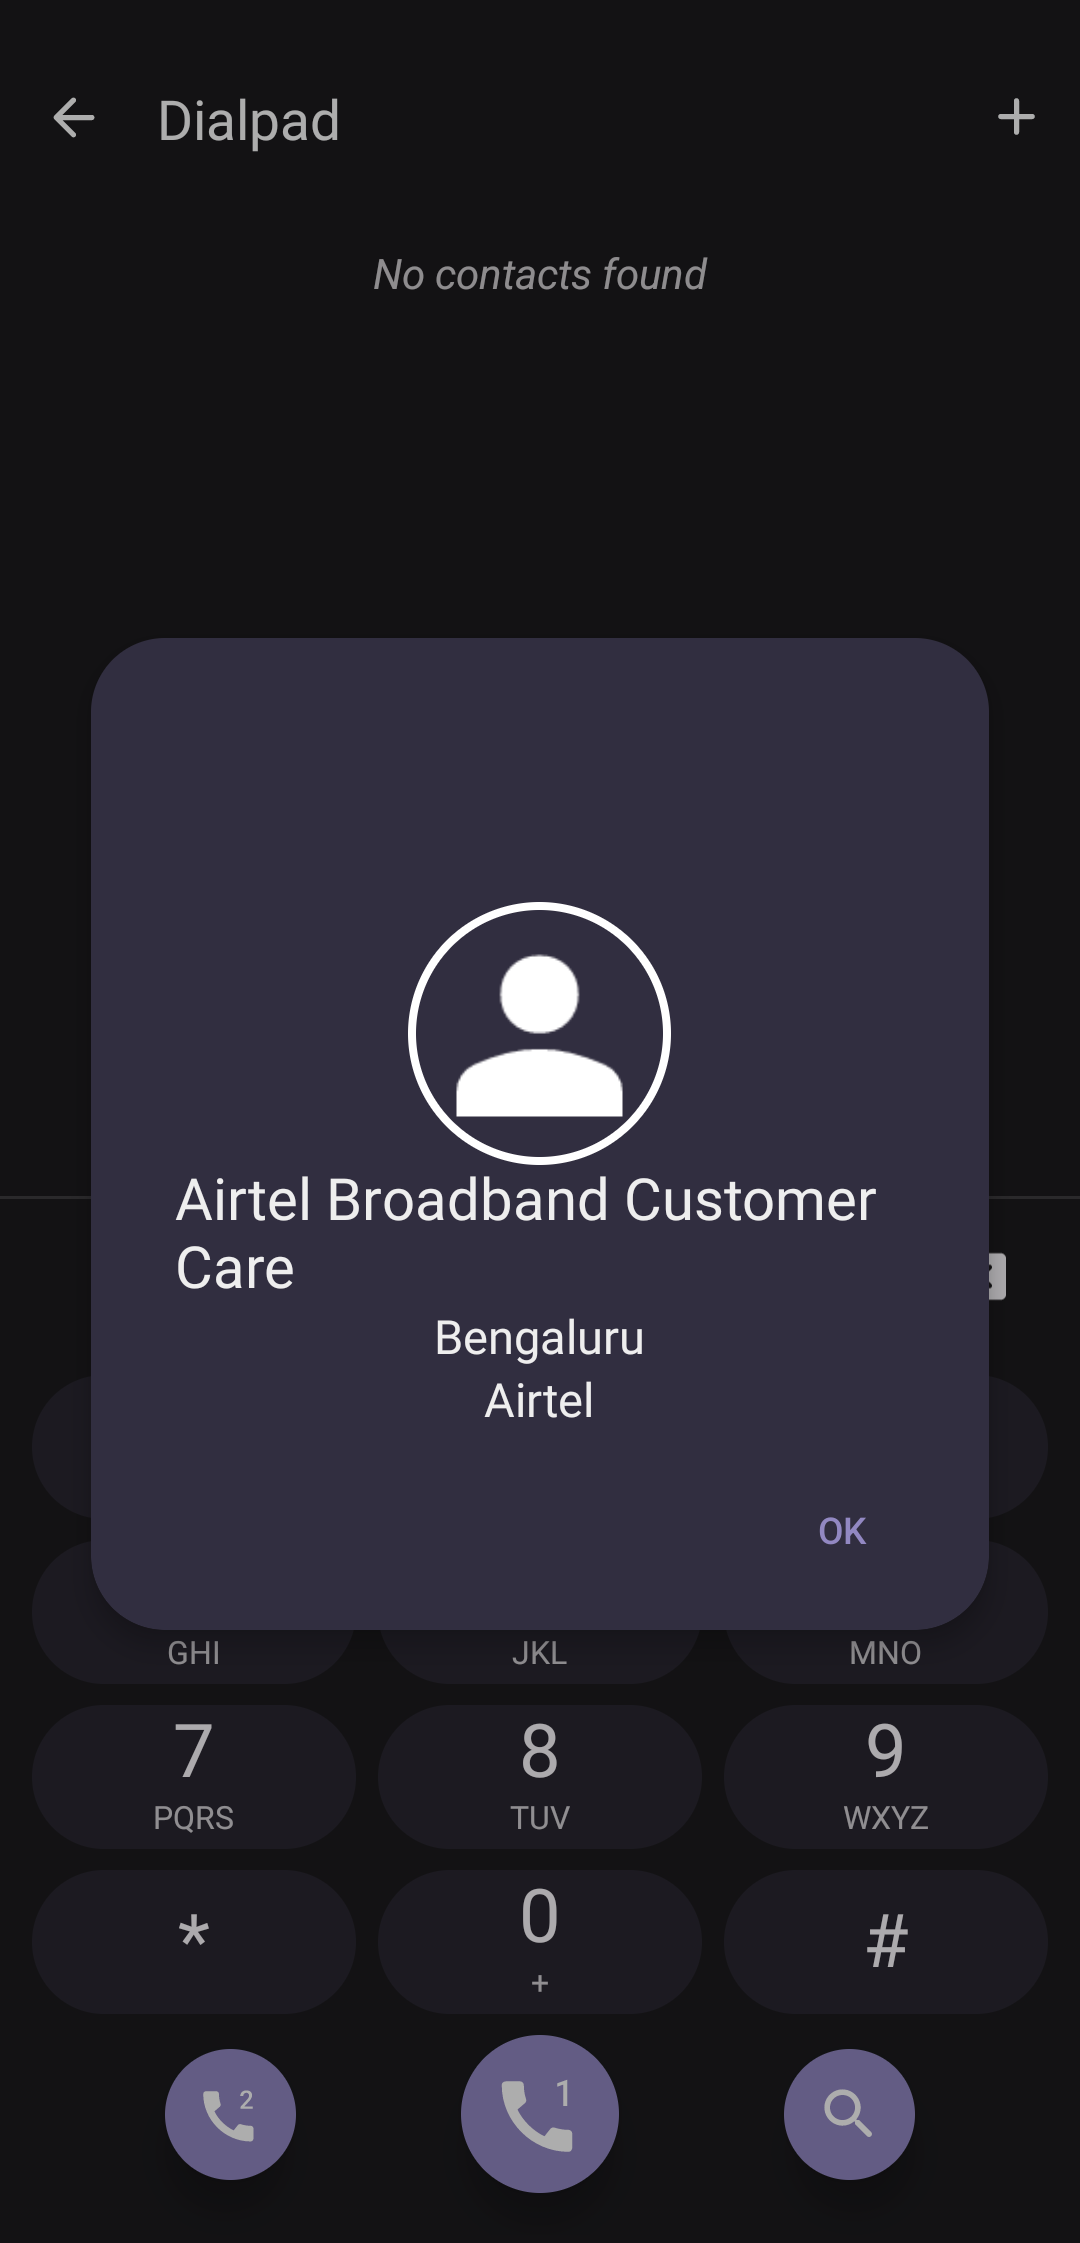 Dialpad
No contacts found
Airtel Broadband Customer
Care
Bengaluru
Airtel
OK
GHI JKL MNO
7 8 9
PQRS TUV WXYZ
* 0 #
+
2 1